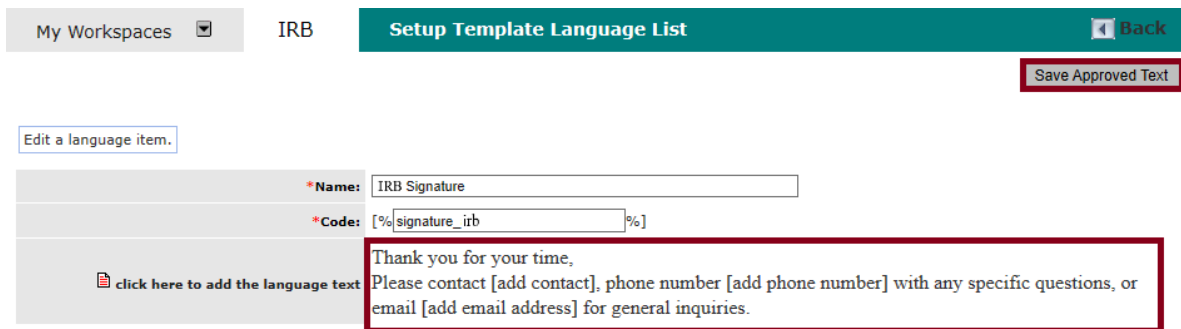 My Workspaces IRB Setup Template Language List Back
Save Approved Text
Edit a language item.
*Name: IRB Signature
*Code: [%signature_irb%]
Thank you for your time,
click here to add the language text Please contact [add contact], phone number [add phone number] with any specific questions, or
email [add email address] for general inquiries.